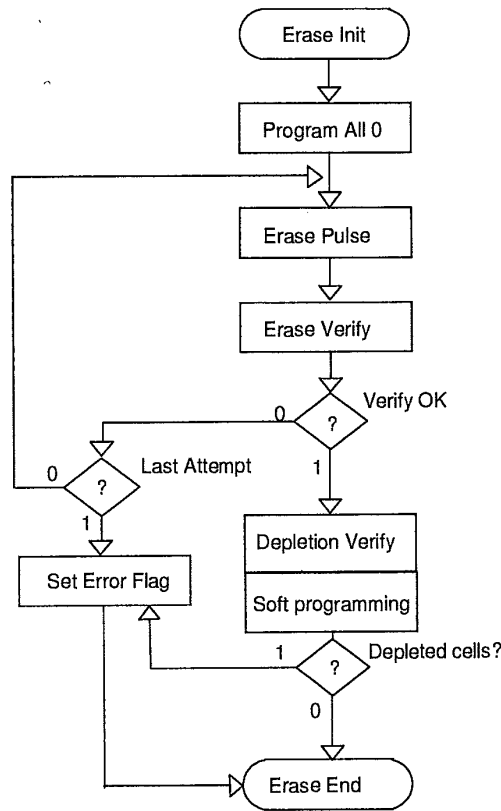 Erase Init
Program All 0
Erase Pulse
Erase Verify
Verify OK
0
?
1
Last Attempt
0
?
1
Depletion Verify
Set Error Flag
Soft programming
Depleted cells?
1
?
0
Erase End